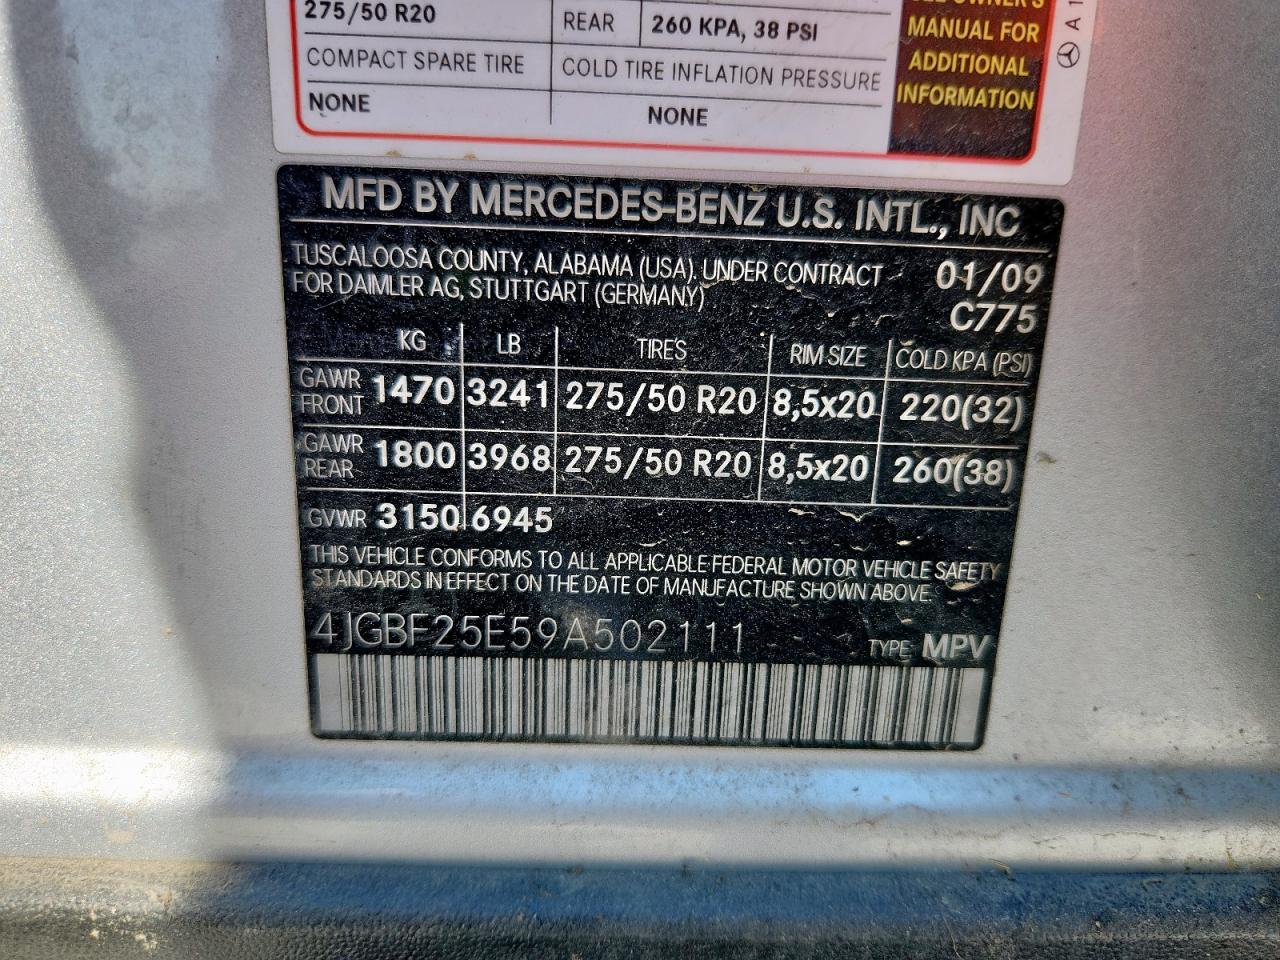 275/50 R20 REAR 260 KPA, 38 PSI
COMPACT SPARE TIRE COLD TIRE INFLATION PRESSURE
NONE NONE
OWNER'S
MANUAL FOR
ADDITIONAL
INFORMATION
A 1
MFD BY MERCEDES-BENZ U.S. INTL., INC
TUSCALOOSA COUNTY, ALABAMA (USA). UNDER CONTRACT 01/09
FOR DAIMLER AG, STUTTGART (GERMANY) C775
KG LB TIRES RIM SIZE COLD KPA (PSI)
GAWR FRONT 1470 3241 275/50 R20 8,5x20 220(32)
GAWR REAR 1800 3968 275/50 R20 8,5x20 260(38)
GVWR 3150 6945
THIS VEHICLE CONFORMS TO ALL APPLICABLE FEDERAL MOTOR VEHICLE SAFETY
STANDARDS IN EFFECT ON THE DATE OF MANUFACTURE SHOWN ABOVE.
4JGBF25E59A502111 TYPE: MPV